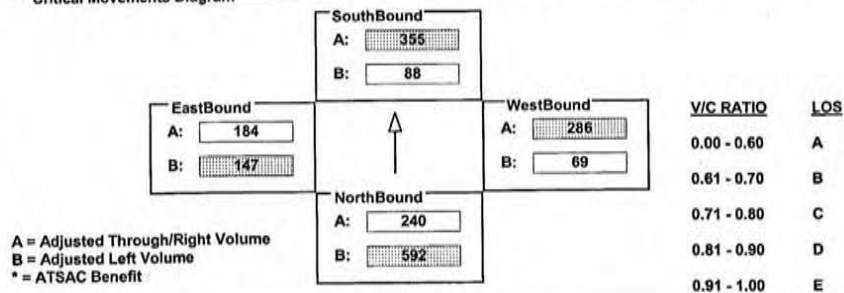 Critical Movements Diagram
SouthBound
A: 355
B: 88
EastBound
A: 184
B: 147
WestBound
A: 286
B: 69
NorthBound
A: 240
B: 592
A = Adjusted Through/Right Volume
B = Adjusted Left Volume
* = ATSAC Benefit
V/C RATIO LOS
0.00 - 0.60 A
0.61 - 0.70 B
0.71 - 0.80 C
0.81 - 0.90 D
0.91 - 1.00 E